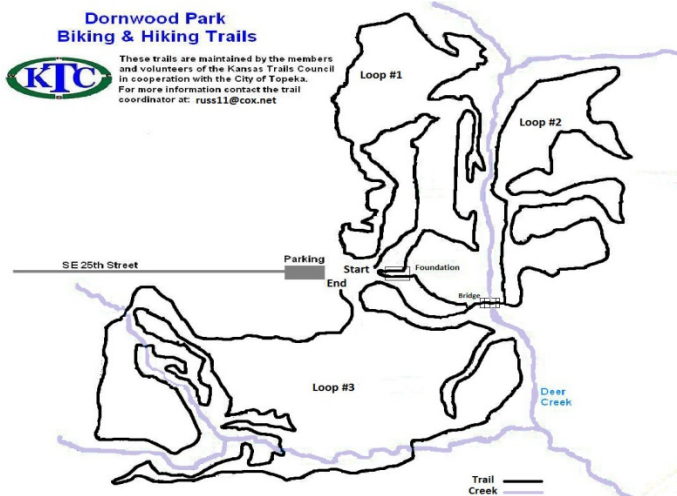 Dornwood Park
Biking & Hiking Trails
KTC
These trails are maintained by the members
and volunteers of the Kansas Trails Council
in cooperation with the City of Topeka.
For more information contact the trail
coordinator at: russ11@cox.net
Loop #1
Loop #2
SE 25th Street
Parking
Start
End
Foundation
Bridge
Loop #3
Deer
Creek
Trail
Creek